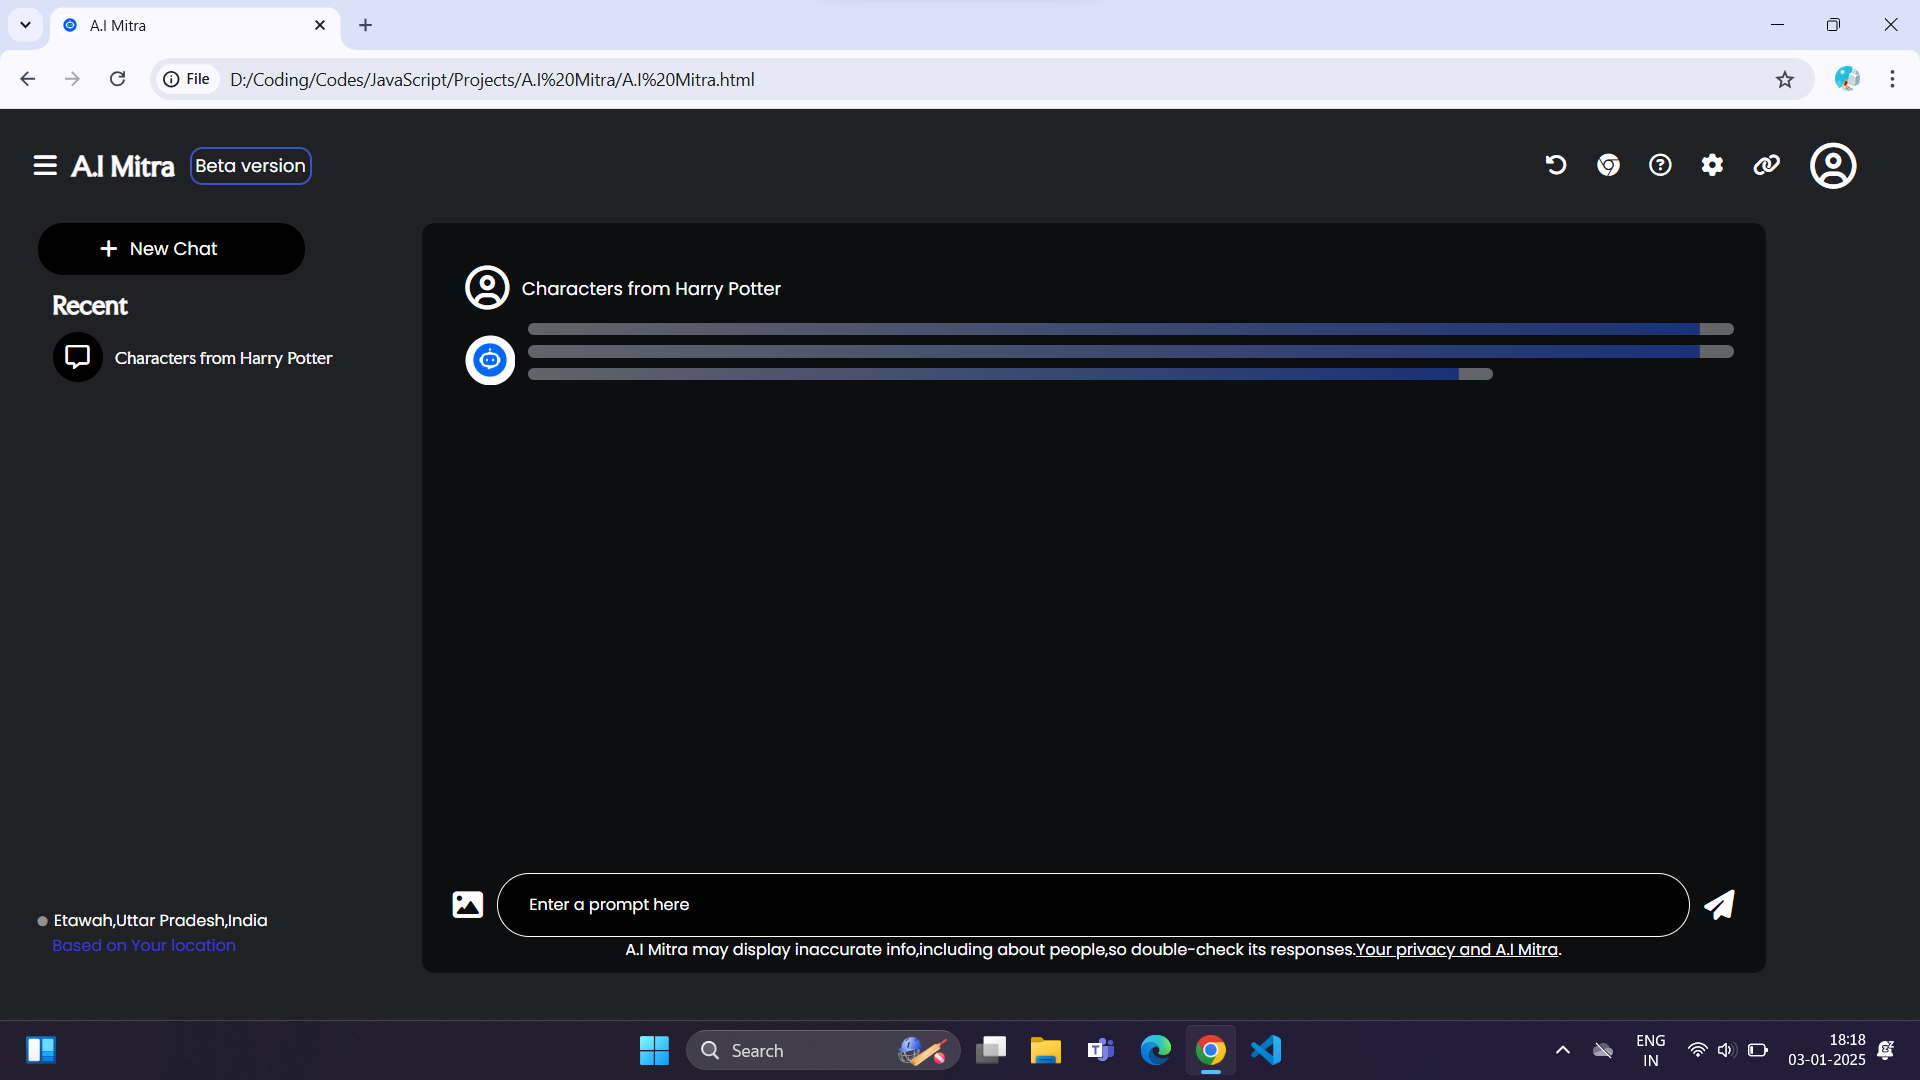 A.I Mitra
File
D:/Coding/Codes/JavaScript/Projects/A.I%20Mitra/A.I%20Mitra.html
A.I Mitra
Beta version
New Chat
Recent
Characters from Harry Potter
Characters from Harry Potter
Enter a prompt here
A.I Mitra may display inaccurate info,including about people,so double-check its responses.Your privacy and A.I Mitra.
Etawah,Uttar Pradesh,India
Based on Your location
Search
ENG
IN
18:18
03-01-2025